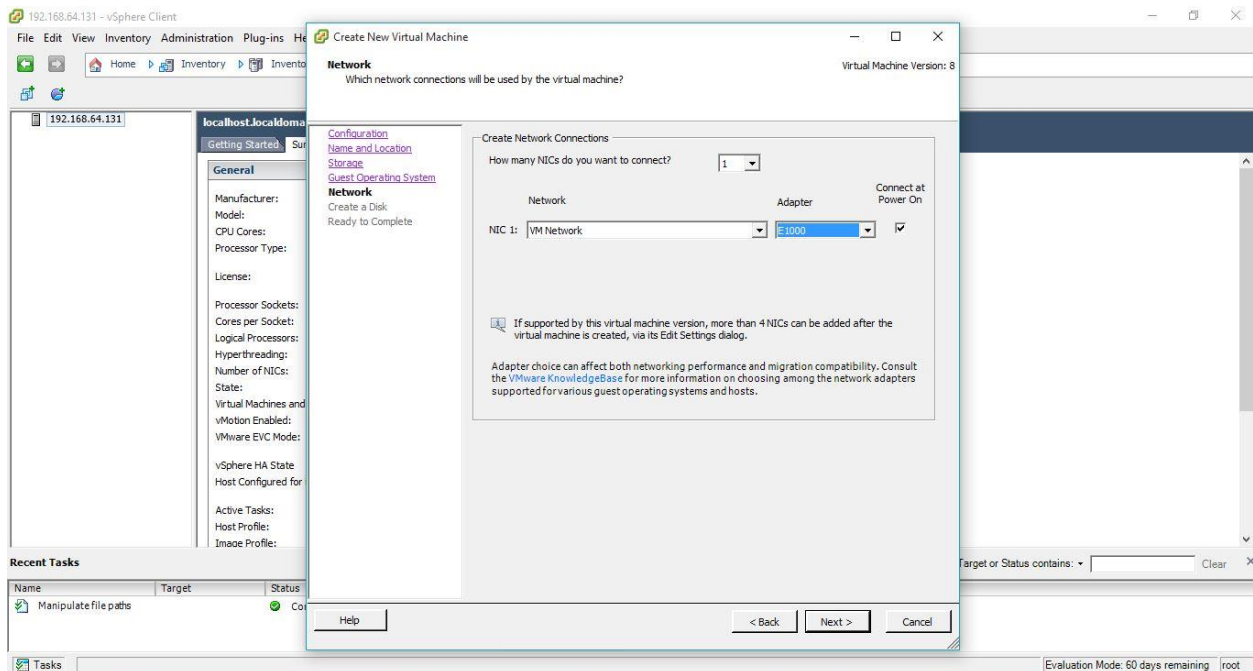 192.168.64.131 - vSphere Client
File Edit View Inventory Administration Plug-ins He
Home Inventory Invento
192.168.64.131
localhost.localdoma
Getting Started Sur
General
Manufacturer:
Model:
CPU Cores:
Processor Type:
License:
Processor Sockets:
Cores per Socket:
Logical Processors:
Hyperthreading:
Number of NICs:
State:
Virtual Machines and
vMotion Enabled:
VMware EVC Mode:
vSphere HA State
Host Configured for
Active Tasks:
Host Profile:
Image Profile:
Create New Virtual Machine
Network
Which network connections will be used by the virtual machine?
Virtual Machine Version: 8
Configuration
Name and Location
Storage
Guest Operating System
Network
Create a Disk
Ready to Complete
Create Network Connections
How many NICs do you want to connect? 1
Network Adapter Connect at
Power On
NIC 1: VM Network E1000
If supported by this virtual machine version, more than 4 NICs can be added after the
virtual machine is created, via its Edit Settings dialog.
Adapter choice can affect both networking performance and migration compatibility. Consult
the VMware KnowledgeBase for more information on choosing among the network adapters
supported for various guest operating systems and hosts.
Help < Back Next > Cancel
Recent Tasks
Target or Status contains: Clear
Name Target Status
Manipulate file paths Co
Tasks
Evaluation Mode: 60 days remaining root